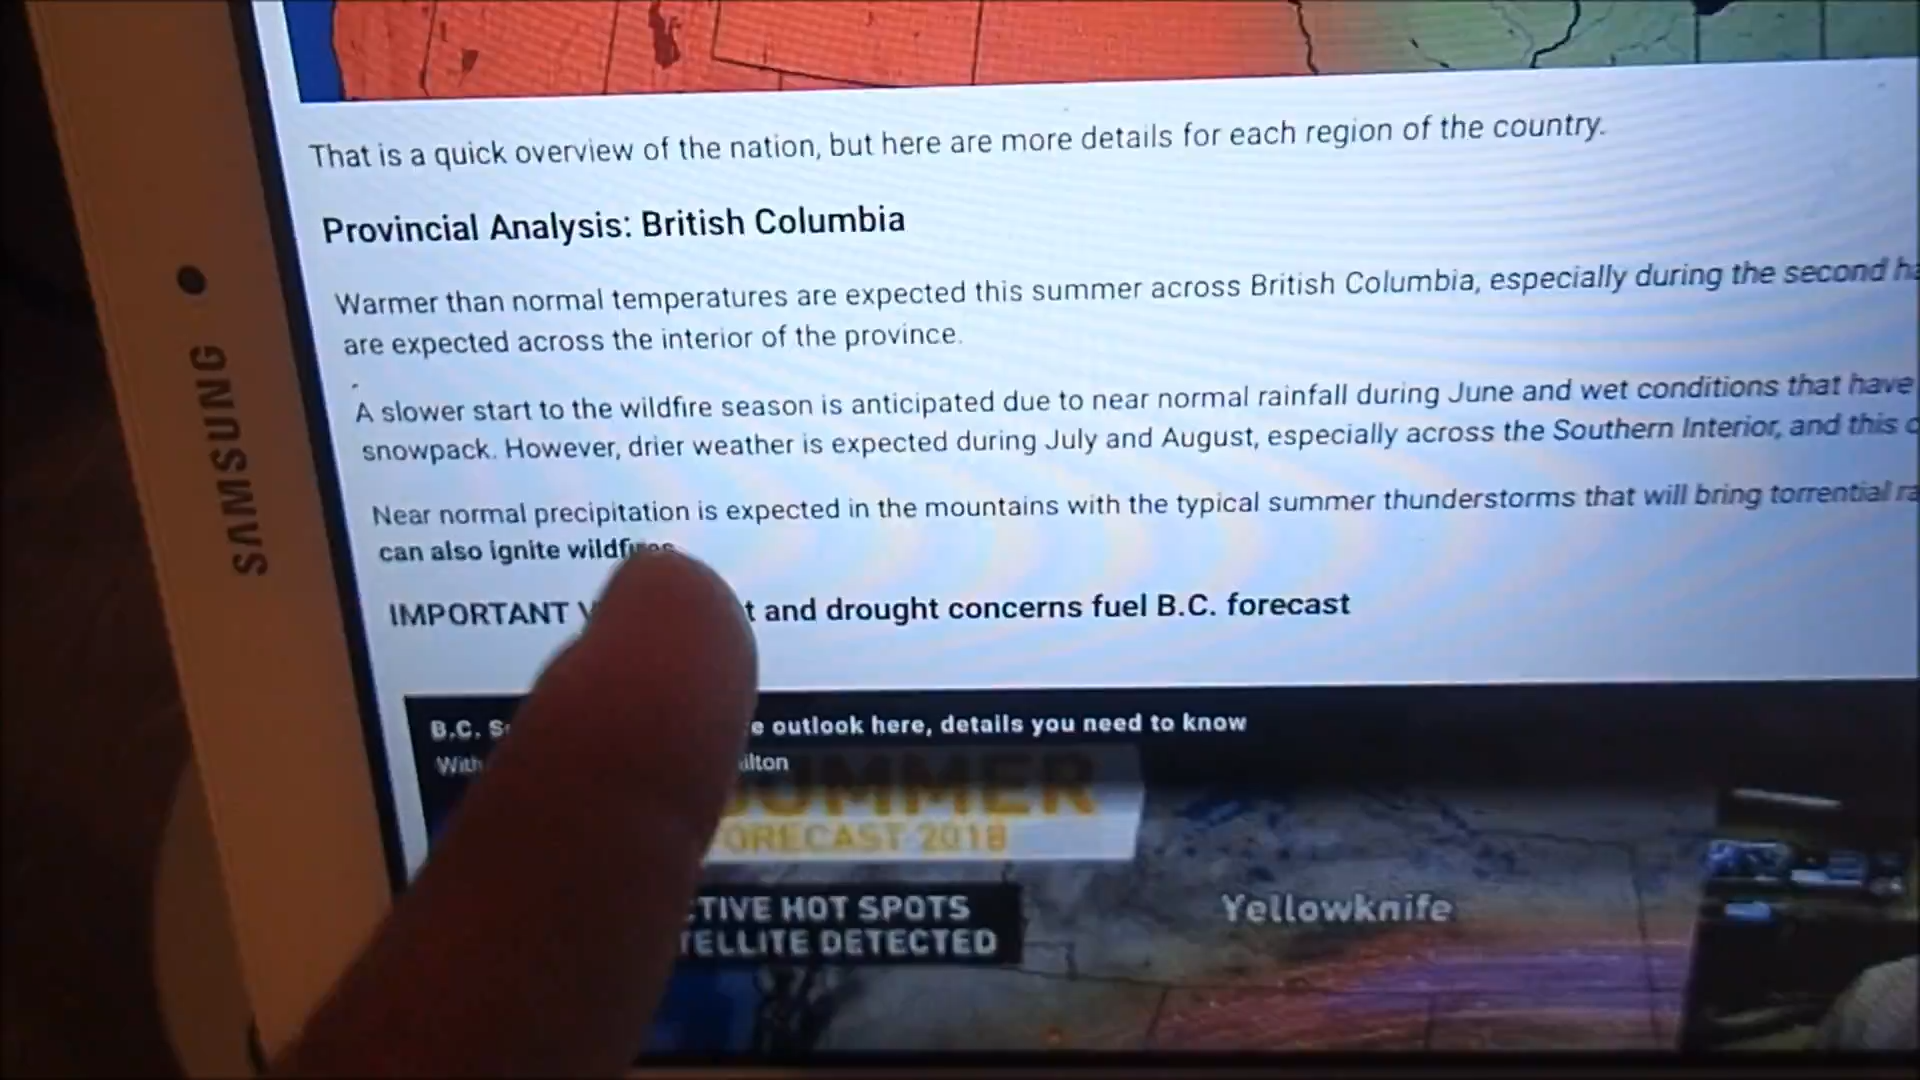 That is a quick overview of the nation, but here are more details for each region of the country.
Provincial Analysis: British Columbia
Warmer than normal temperatures are expected this summer across British Columbia, especially during the second
are expected across the interior of the province.
A slower start to the wildfire season is anticipated due to near normal rainfall during June and wet conditions that have
snowpack. However, drier weather is expected during July and August, especially across the Southern Interior, and this
Near normal precipitation is expected in the mountains with the typical summer thunderstorms that will bring torrential
can also ignite wildfires
IMPORTANT and drought concerns fuel B.C. forecast
B.C. outlook here, details you need to know
With
SUMMER
FORECAST 2018
HOT SPOTS
DETECTED
Yellowknife
SAMSUNG